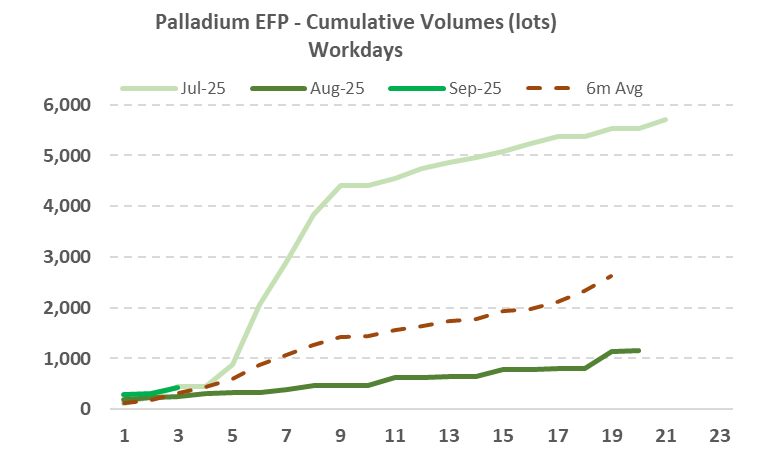 Palladium EFP - Cumulative Volumes (lots)
Workdays
Jul-25 Aug-25 Sep-25 6m Avg
6,000
5,000
4,000
3,000
2,000
1,000
0
1 3 5 7 9 11 13 15 17 19 21 23